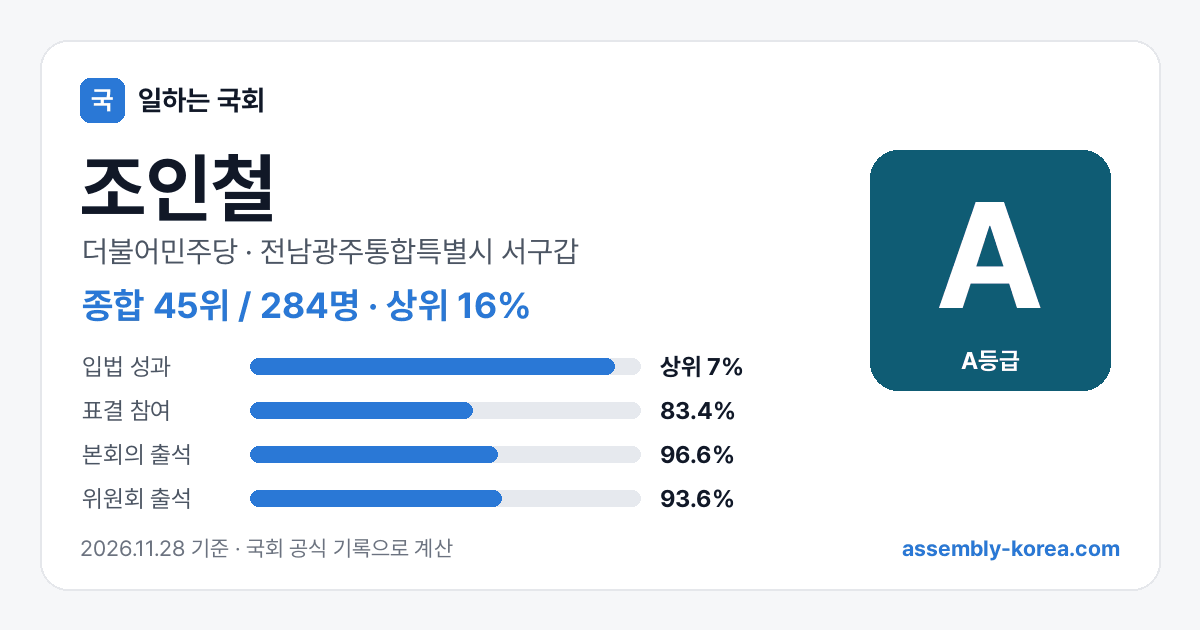 국 일하는 국회
조인철
더불어민주당 · 전남광주통합특별시 서구갑
종합 45위 / 284명 · 상위 16%
A
A등급
입법 성과 상위 7%
표결 참여 83.4%
본회의 출석 96.6%
위원회 출석 93.6%
2026.11.28 기준 · 국회 공식 기록으로 계산
assembly-korea.com